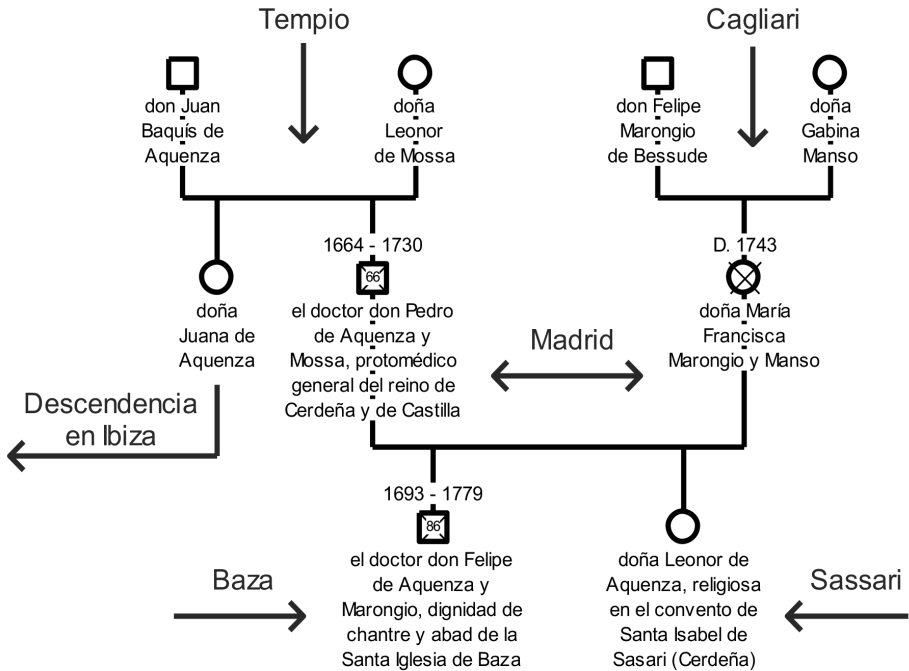 Tempio
Cagliari
don Juan
Baquís de
Aquenza
doña
Leonor
de Mossa
don Felipe
Marongio
de Bessude
doña
Gabina
Manso
1664 - 1730
66
el doctor don Pedro
de Aquenza y
Mossa, protomédico
general del reino de
Cerdeña y de Castilla
D. 1743
doña María
Francisca
Marongio y Manso
doña
Juana de
Aquenza
Madrid
Descendencia
en Ibiza
1693 - 1779
86
el doctor don Felipe
de Aquenza y
Marongio, dignidad de
chantre y abad de la
Santa Iglesia de Baza
doña Leonor de
Aquenza, religiosa
en el convento de
Santa Isabel de
Sasari (Cerdeña)
Baza
Sassari